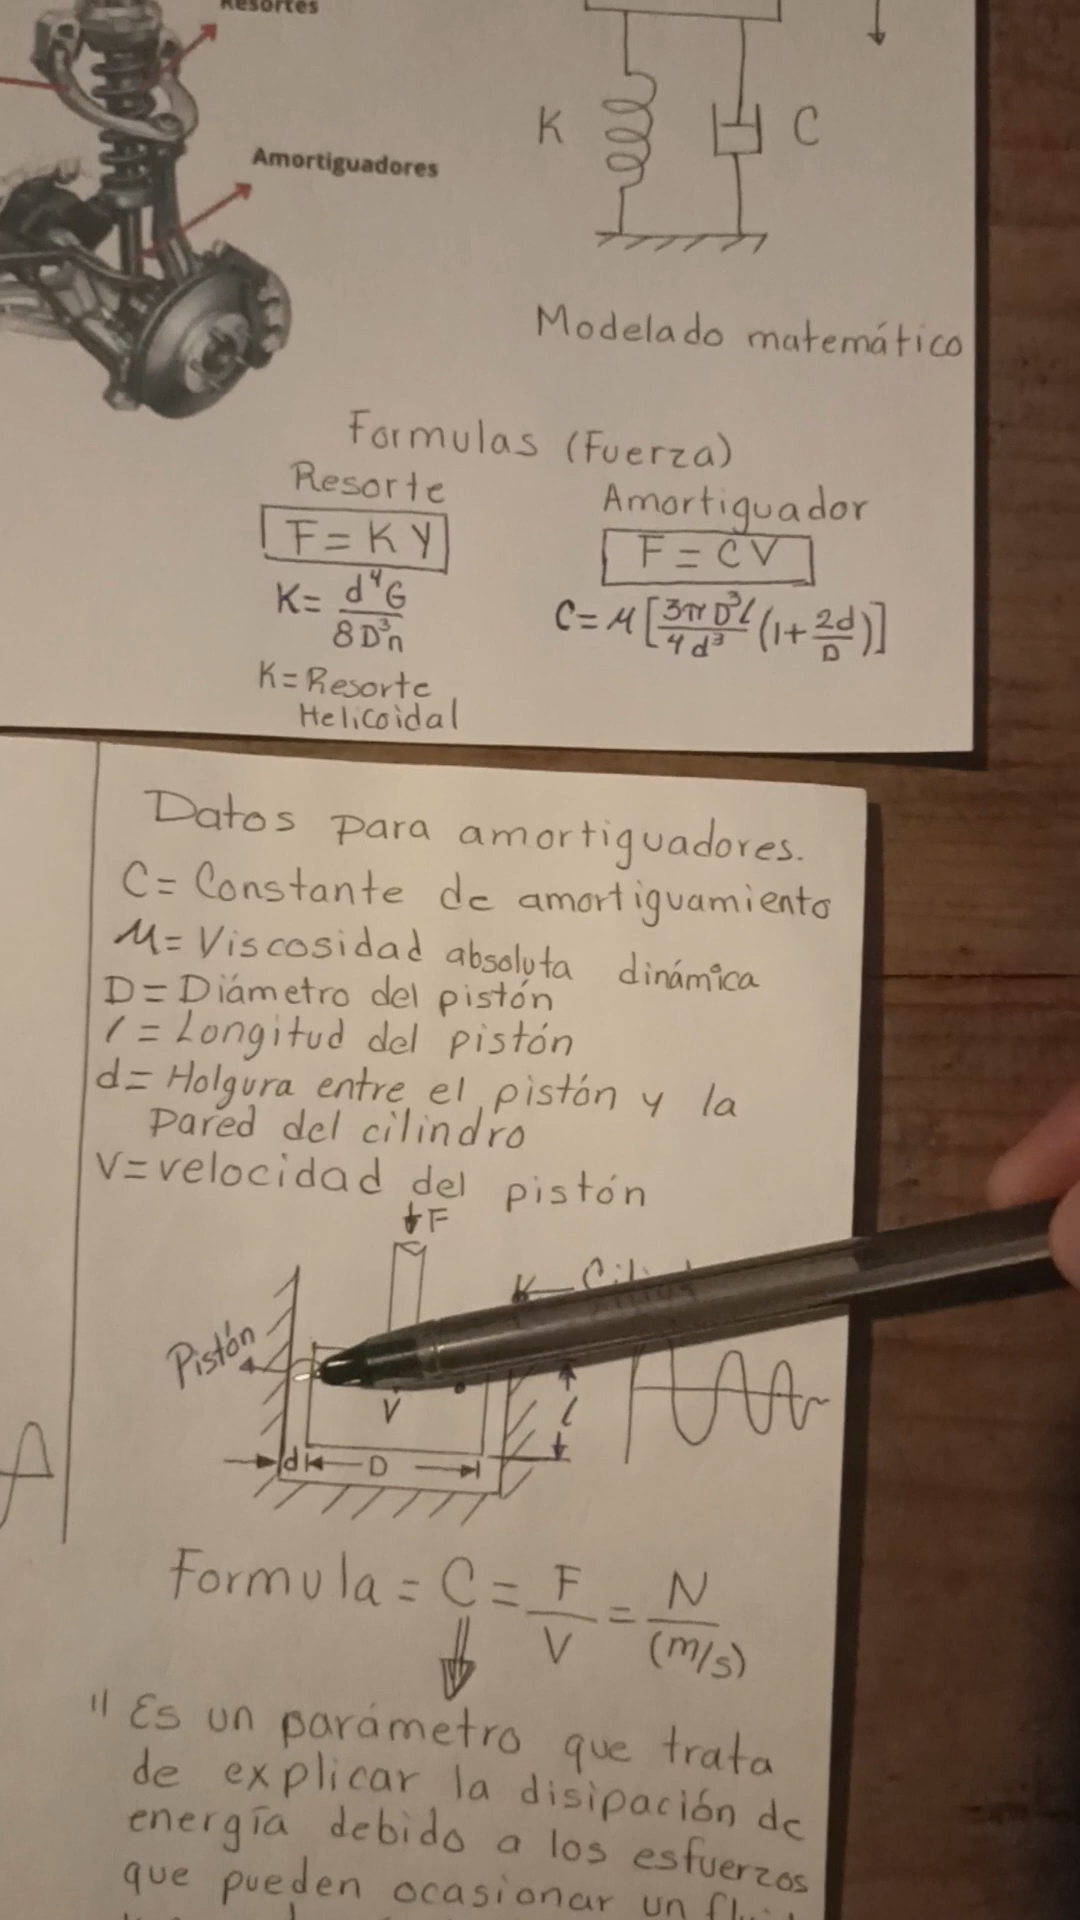 Resortes
Amortiguadores
K
C
Modelado matemático
Formulas (Fuerza)
Resorte
F = K Y
K = d⁴G / 8D³n
K = Resorte
Helicoidal
Amortiguador
F = C V
C = μ [3πD³l / 4d³ (1 + 2d / D)]
Datos para amortiguadores.
C = Constante de amortiguamiento
μ = Viscosidad absoluta dinámica
D = Diámetro del pistón
l = Longitud del pistón
d = Holgura entre el pistón y la
pared del cilindro
V = velocidad del pistón
F
Pistón
V
l
d
D
Formula = C = F / V = N / (m/s)
" Es un parámetro que trata
de explicar la disipación de
energía debido a los esfuerzos
que pueden ocasionar un